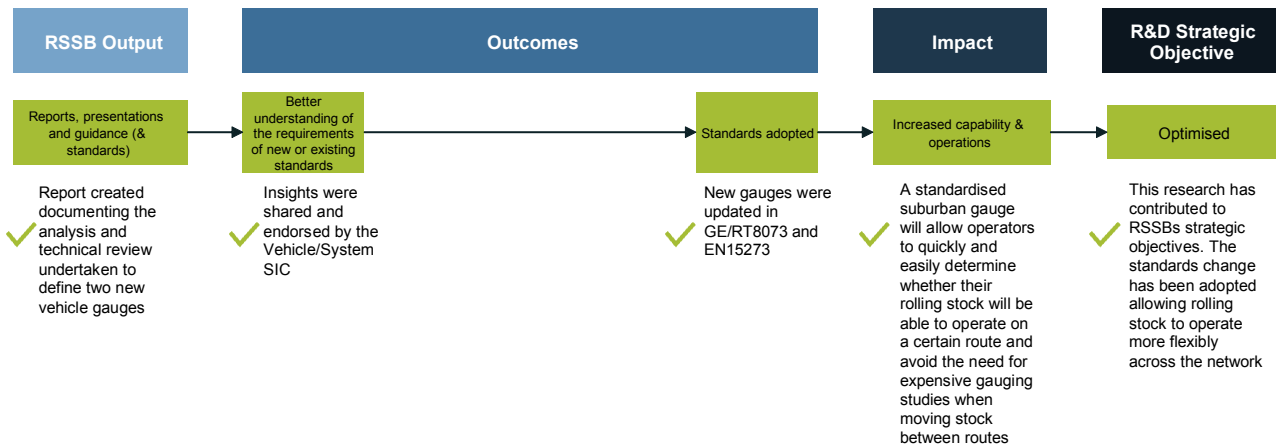 RSSB Output
Outcomes
Impact
R&D Strategic
Objective
Reports, presentations
and guidance (&
standards)
Better
understanding of
the requirements
of new or existing
standards
Standards adopted
Increased capability &
operations
Optimised
Report created
documenting the
analysis and
technical review
undertaken to
define two new
vehicle gauges
Insights were
shared and
endorsed by the
Vehicle/System
SIC
New gauges were
updated in
GE/RT8073 and
EN15273
A standardised
suburban gauge
will allow operators
to quickly and
easily determine
whether their
rolling stock will be
able to operate on
a certain route and
avoid the need for
expensive gauging
studies when
moving stock
between routes
This research has
contributed to
RSSBs strategic
objectives. The
standards change
has been adopted
allowing rolling
stock to operate
more flexibly
across the network